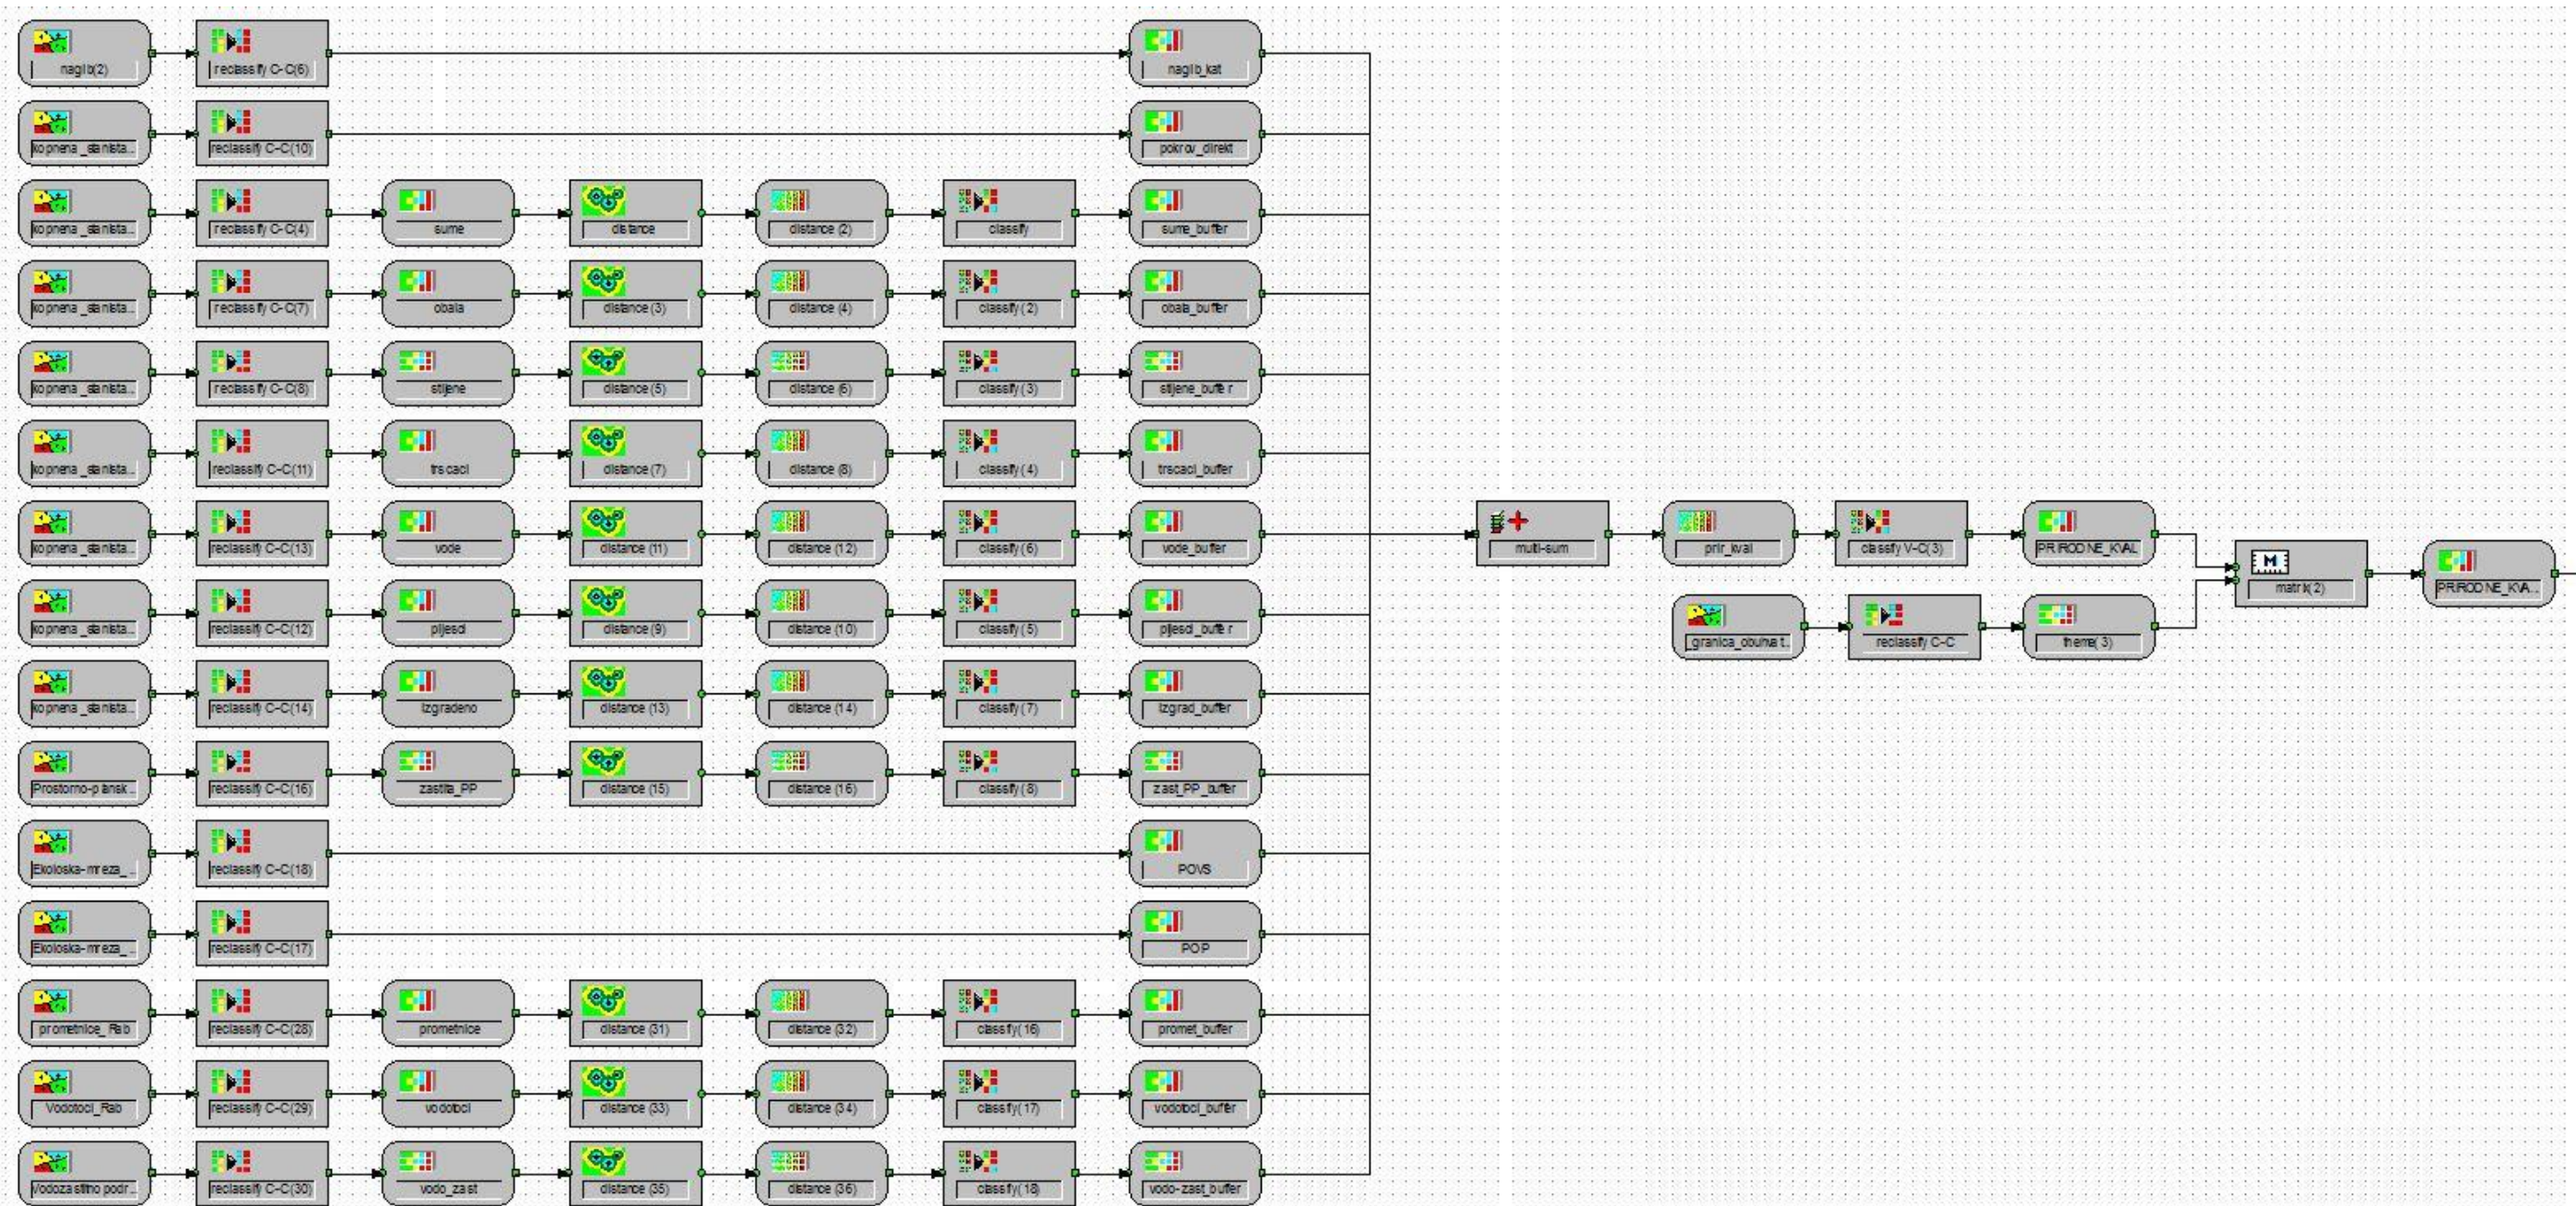 naglib(2)
reclassify C-C(6)
nagib_kat
kopnena_stanista...
reclassify C-C(10)
pokrov_direkt
kopnena_stanista...
reclassify C-C(4)
sume
distance
distance (2)
classify
sume_buffer
kopnena_stanista...
reclassify C-C(7)
obala
distance (3)
distance (4)
classify(2)
obala_buffer
kopnena_stanista...
reclassify C-C(8)
stijene
distance (5)
distance (6)
classify(3)
stijene_buffer
kopnena_stanista...
reclassify C-C(11)
trscaci
distance (7)
distance (8)
classify(4)
trscaci_buffer
kopnena_stanista...
reclassify C-C(13)
vode
distance (11)
distance (12)
classify(6)
vode_buffer
kopnena_stanista...
reclassify C-C(12)
pijesci
distance (9)
distance (10)
classify(5)
pijesci_buffer
kopnena_stanista...
reclassify C-C(14)
izgradeno
distance (13)
distance (14)
classify(7)
izgrad_buffer
Prostorno-plansk...
reclassify C-C(16)
zastita_PP
distance (15)
distance (16)
classify(8)
zast_PP_buffer
Ekoloska-mreza_...
reclassify C-C(18)
POVS
Ekoloska-mreza_...
reclassify C-C(17)
POP
prometnice_Rab
reclassify C-C(28)
prometnice
distance (31)
distance (32)
classify(16)
promet_buffer
Vodotoci_Rab
reclassify C-C(29)
vodotoci
distance (33)
distance (34)
classify(17)
vodotoci_buffer
Vodozastitno podr...
reclassify C-C(30)
vodo_zast
distance (35)
distance (36)
classify(18)
vodo-zast_buffer
multi-sum
prir_kval
classify V-C(3)
PRIRODNE_KVAL
_granica_obuhvat...
reclassify C-C
theme(3)
M
matrix(2)
PRIRODNE_KVA...